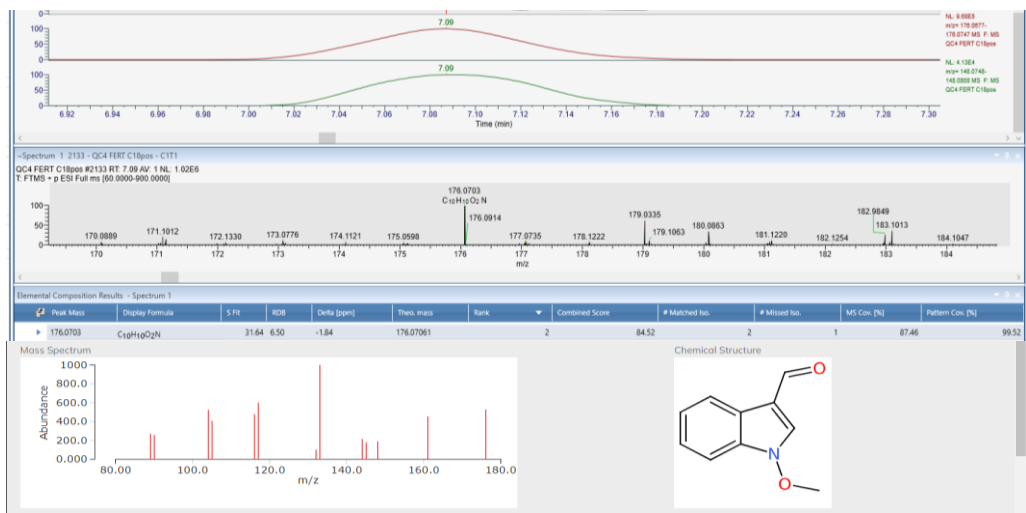 0
7.09
NL: 9.68E5
m/z= 176.0677-
176.0747 MS F: MS
QC4 FERT C18pos
100
50
0
7.09
NL: 4.13E4
m/z= 148.0748-
148.0808 MS F: MS
QC4 FERT C18pos
100
50
0
6.92 6.94 6.96 6.98 7.00 7.02 7.04 7.06 7.08 7.10 7.12 7.14 7.16 7.18 7.20 7.22 7.24 7.26 7.28 7.30
Time (min)
~Spectrum 1 2133 - QC4 FERT C18pos - C1T1
QC4 FERT C18pos #2133 RT: 7.09 AV: 1 NL: 1.02E6
T: FTMS + p ESI Full ms [60.0000-900.0000]
176.0703
C₁₀H₁₀O₂N
100
50
0
170.0889 171.1012 172.1330 173.0776 174.1121 175.0598 176.0914 177.0735 178.1222 179.0335 179.1063 180.0863 181.1220 182.1254 182.9849 183.1013 184.1047
170 171 172 173 174 175 176 177 178 179 180 181 182 183 184
m/z
Elemental Composition Results - Spectrum 1
Peak Mass Display Formula S Fit RDB Delta [ppm] Theo. mass Rank Combined Score # Matched Iso. # Missed Iso. MS Cov. [%] Pattern Cov. [%]
176.0703 C₁₀H₁₀O₂N 31.64 6.50 -1.84 176.07061 2 84.52 2 1 87.46 99.52
Mass Spectrum
Chemical Structure
1000
800.0
600.0
400.0
200.0
0.000
Abundance
80.00 100.0 120.0 140.0 160.0 180.0
m/z
O
N
O